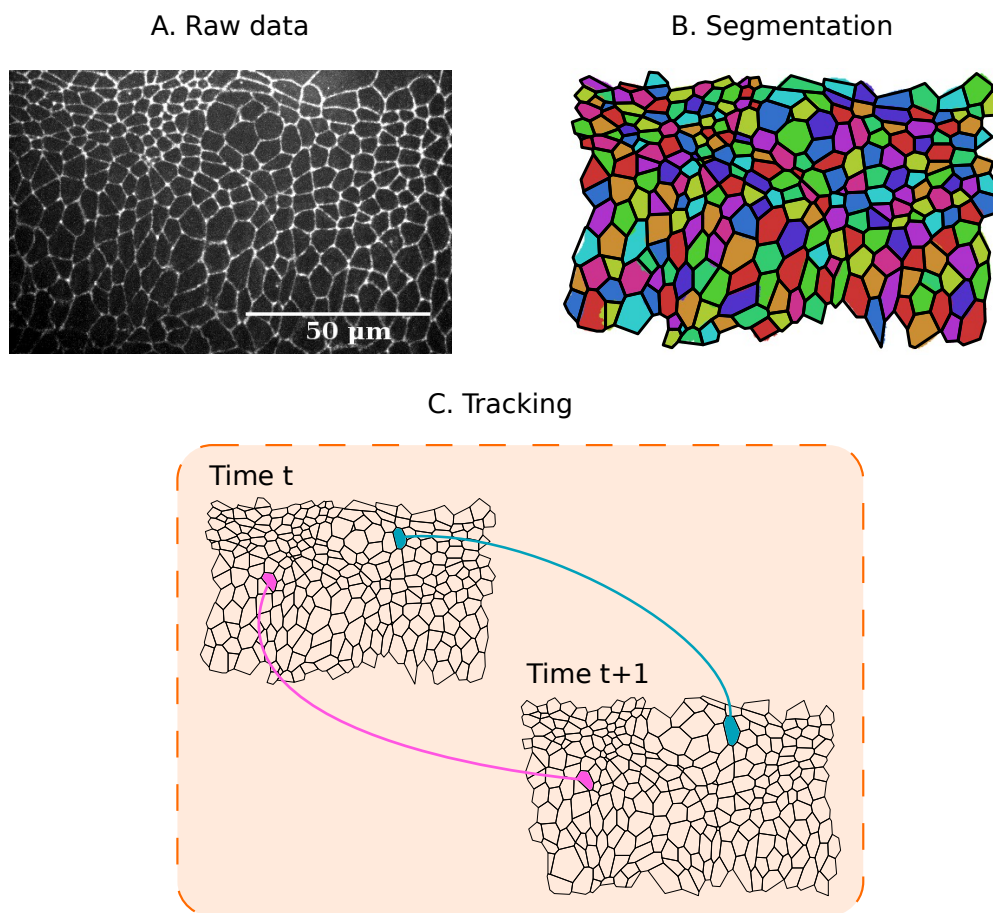 A. Raw data
B. Segmentation
50 μm
C. Tracking
Time t
Time t+1